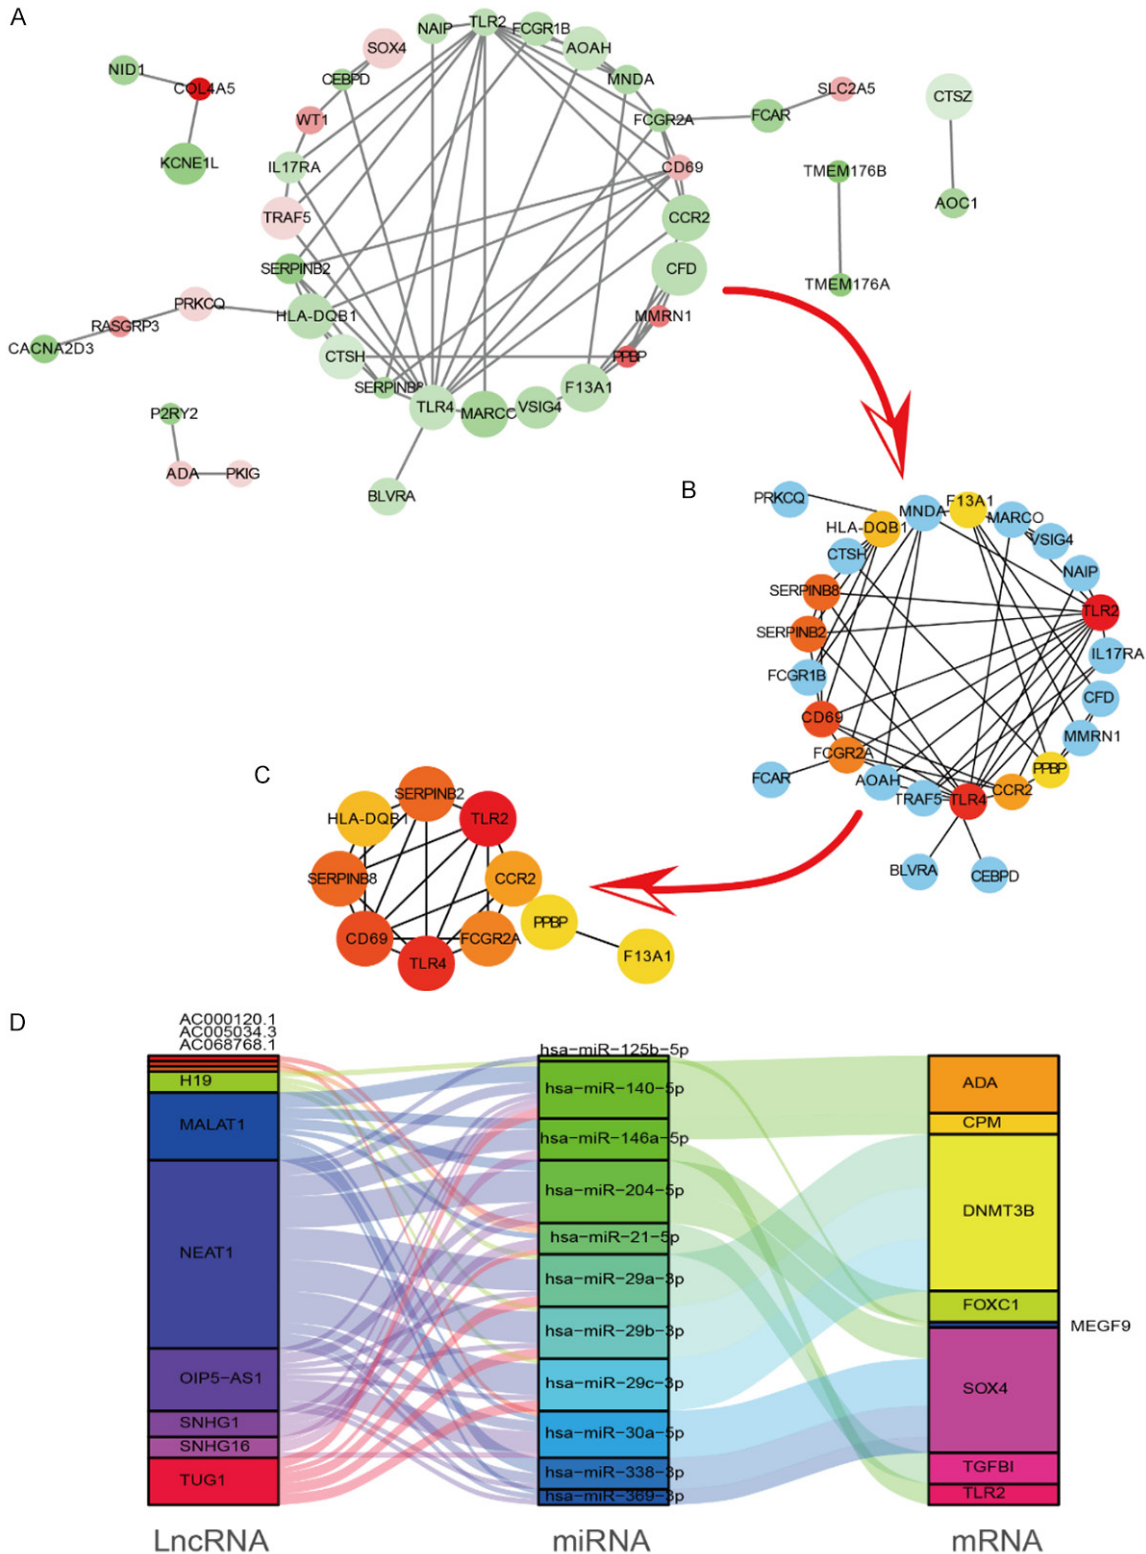 A
NID1
COL4A5
KCNE1L
SOX4
NAIP
TLR2
FCGR1B
AOAH
CEBPD
MNDA
WT1
FCGR2A
FCAR
SLC2A5
CTSZ
IL17RA
CD69
TMEM176B
TRAF5
CCR2
AOC1
SERPINB2
CFD
TMEM176A
PRKCQ
HLA-DQB1
MMRN1
RASGRP3
CACNA2D3
CTSH
PPBP
SERPINB8
F13A1
TLR4
MARCO
VSIG4
P2RY2
ADA
PKIG
BLVRA
B
PRKCQ
MNDA
F13A1
MARCO
HLA-DQB1
VSIG4
CTSH
NAIP
SERPINB8
TLR2
SERPINB2
IL17RA
FCGR1B
CFD
CD69
MMRN1
FCGR2A
PPBP
FCAR
AOAH
CCR2
TRAF5
TLR4
BLVRA
CEBPD
C
SERPINB2
HLA-DQB1
TLR2
SERPINB8
CCR2
PPBP
CD69
FCGR2A
TLR4
F13A1
D
AC000120.1
AC005034.3
AC068768.1
H19
MALAT1
NEAT1
OIP5-AS1
SNHG1
SNHG16
TUG1
LncRNA
hsa-miR-125b-5p
hsa-miR-140-5p
hsa-miR-146a-5p
hsa-miR-204-5p
hsa-miR-21-5p
hsa-miR-29a-3p
hsa-miR-29b-3p
hsa-miR-29c-3p
hsa-miR-30a-5p
hsa-miR-338-3p
hsa-miR-369-3p
miRNA
ADA
CPM
DNMT3B
FOXC1
MEGF9
SOX4
TGFBI
TLR2
mRNA